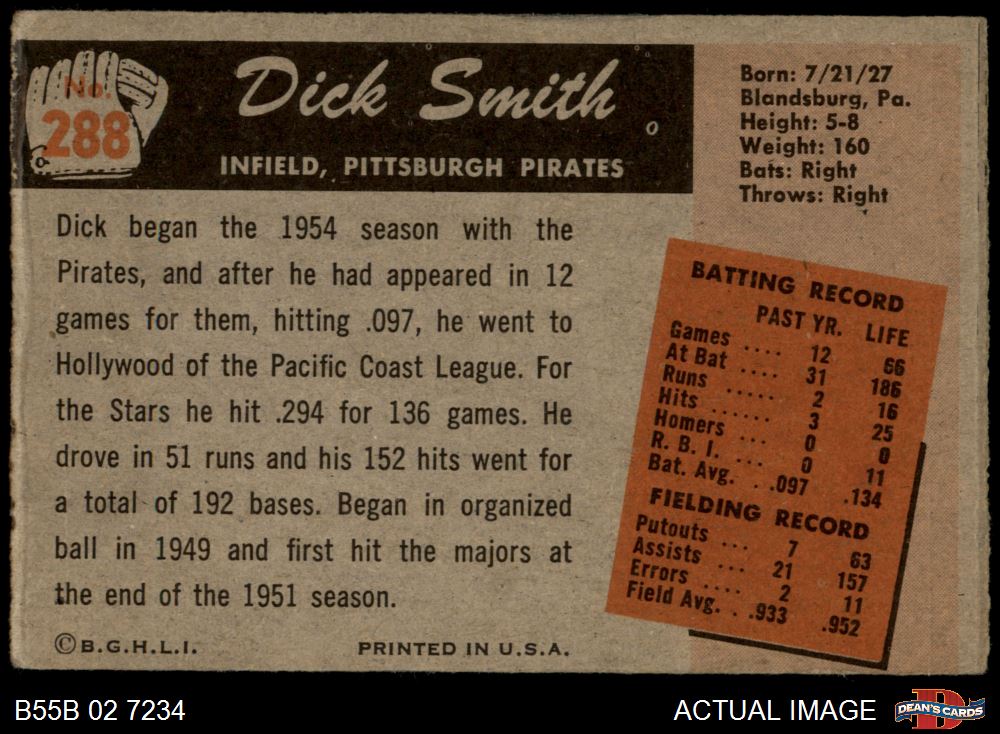 No.
288
Dick Smith
INFIELD, PITTSBURGH PIRATES
Born: 7/21/27
Blandsburg, Pa.
Height: 5-8
Weight: 160
Bats: Right
Throws: Right
Dick began the 1954 season with the
Pirates, and after he had appeared in 12
games for them, hitting .097, he went to
Hollywood of the Pacific Coast League. For
the Stars he hit .294 for 136 games. He
drove in 51 runs and his 152 hits went for
a total of 192 bases. Began in organized
ball in 1949 and first hit the majors at
the end of the 1951 season.
BATTING RECORD
PAST YR. LIFE
Games .... 12 66
At Bat .... 31 186
Runs ..... 2 16
Hits ...... 3 25
Homers ... 0 0
R. B. I. ... 0 11
Bat. Avg. . .097 .134
FIELDING RECORD
Putouts ... 7 63
Assists ... 21 157
Errors .... 2 11
Field Avg. . .933 .952
©B.G.H.L.I. PRINTED IN U.S.A.
B55B 02 7234 ACTUAL IMAGE
DEAN'S CARDS